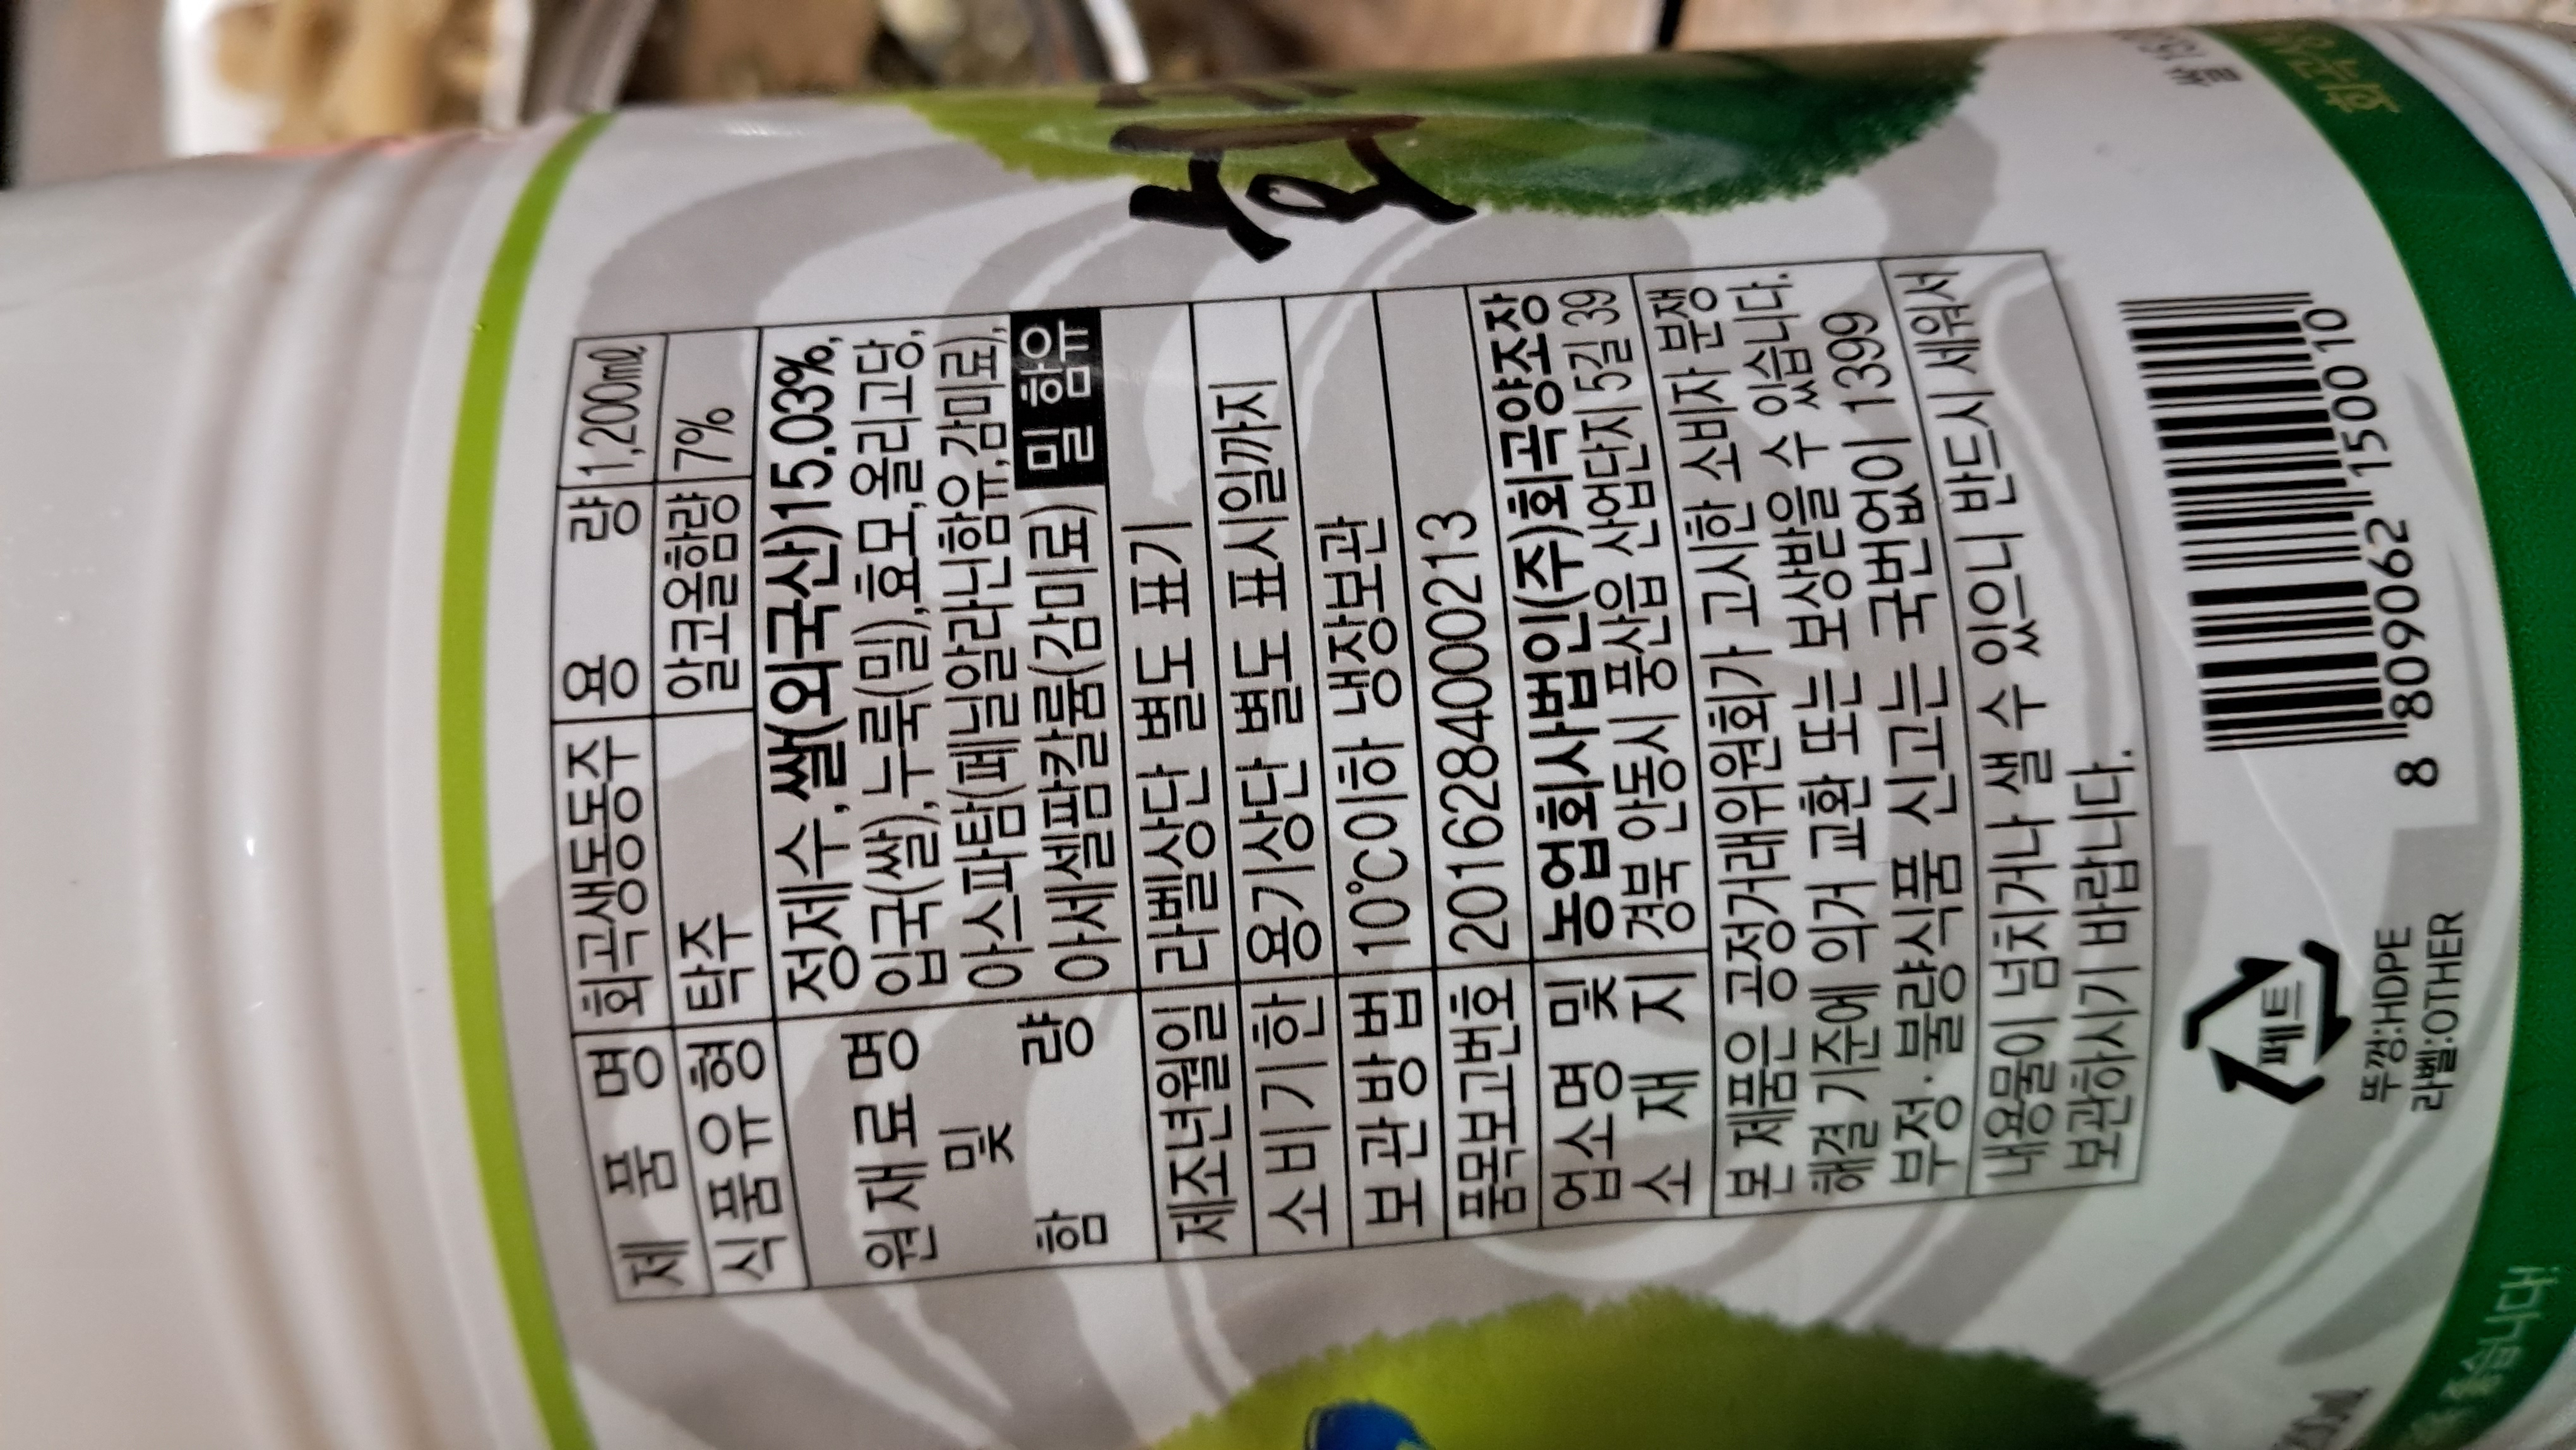 제품명 회곡생동동주 용량 1,200㎖
식품유형 탁주 알코올함량 7%
원재료명 및 함량 정제수, 쌀(외국산)15.03%,
입국(쌀),누룩(밀),효모,올리고당,
아스파탐(페닐알라닌함유,감미료),
아세설팜칼륨(감미료) 밀 함유
제조년월일 라벨상단 별도 표기
소비기한 용기상단 별도 표시일까지
보관방법 10℃이하 냉장보관
품목보고번호 20162840000213
업소명 및 소재지 농업회사법인(주)회곡양조장
경북 안동시 풍산읍 산업단지 5길 39
본 제품은 공정거래위원회가 고시한 소비자 분쟁
해결 기준에 의거 교환 또는 보상받을 수 있습니다.
부정·불량식품 신고는 국번없이 1399
내용물이 넘치거나 샐 수 있으니 반드시 세워서
보관하시기 바랍니다.
페트
뚜껑:HDPE
라벨:OTHER
8 809062 150010
좋습니다!